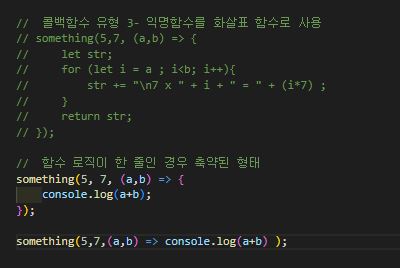 //  콜백함수 유형 3- 익명함수를 화살표 함수로 사용
// something(5,7, (a,b) => {
//     let str;
//     for (let i = a ; i<b; i++){
//         str += "\n7 x " + i + " = " + (i*7) ;
//     }
//     return str;
// });
//  함수 로직이 한 줄인 경우 축약된 형태
something(5, 7, (a,b) => {
    console.log(a+b);
});
something(5,7,(a,b) => console.log(a+b) );